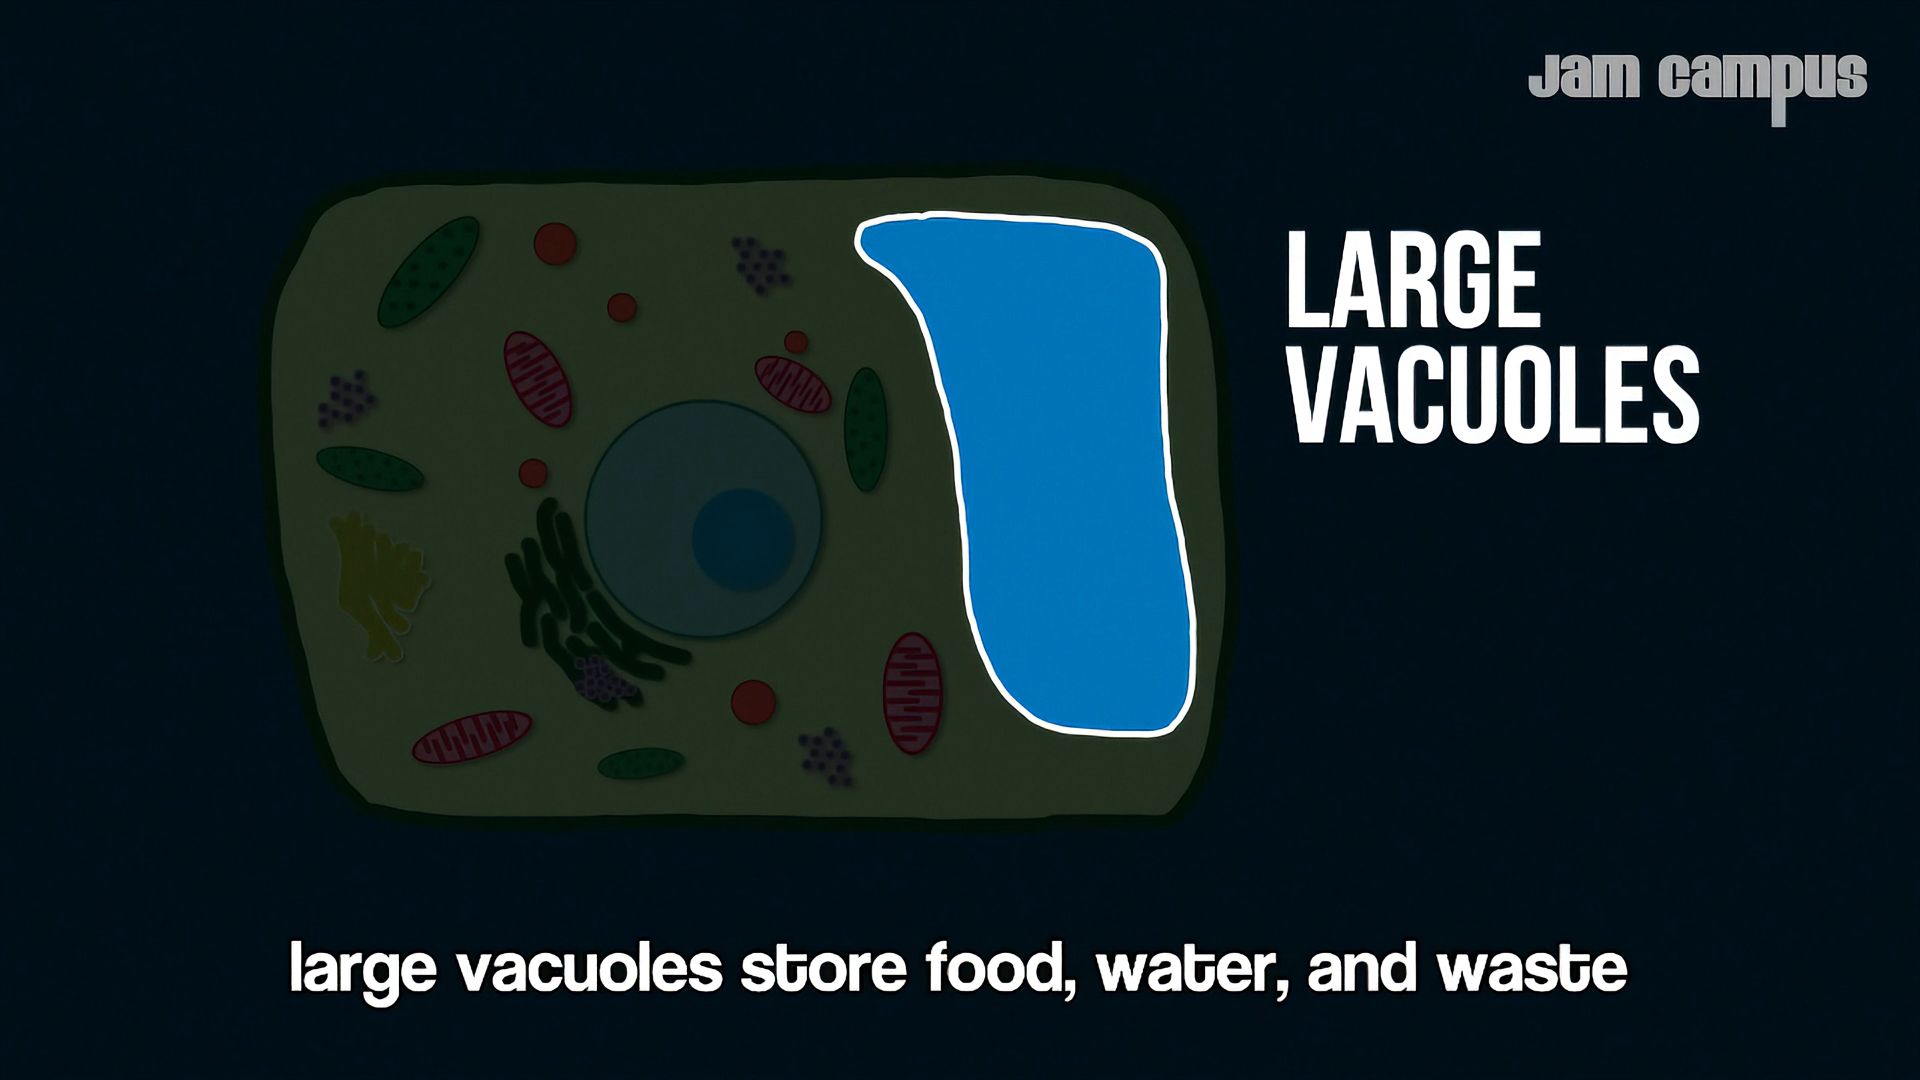 Jam campus
LARGE
VACUOLES
large vacuoles store food, water, and waste